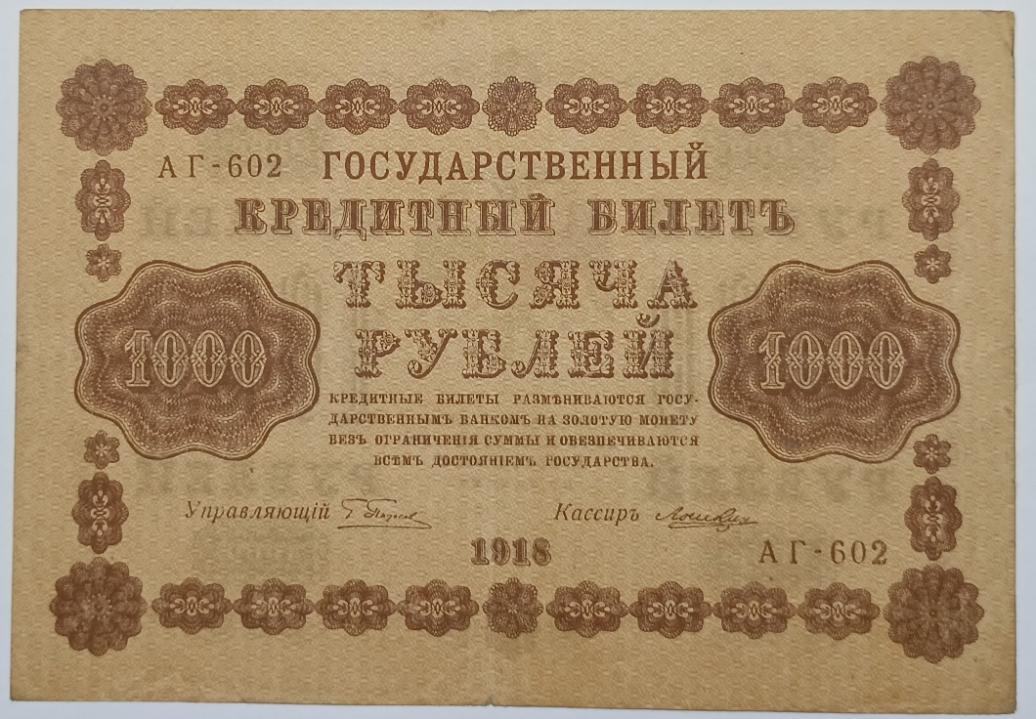 АГ-602 ГОСУДАРСТВЕННЫЙ
КРЕДИТНЫЙ БИЛЕТЪ
ТЫСЯЧА
РУБЛЕЙ
1000 1000
КРЕДИТНЫЕ БИЛЕТЫ РАЗМѢНИВАЮТСЯ ГОСУ-
ДАРСТВЕННЫМЪ БАНКОМЪ НА ЗОЛОТУЮ МОНЕТУ
БЕЗЪ ОГРАНИЧЕНІЯ СУММЫ И ОБЕЗПЕЧИВАЮТСЯ
ВСѢМЪ ДОСТОЯНІЕМЪ ГОСУДАРСТВА.
Управляющій Кассиръ
1918 АГ-602